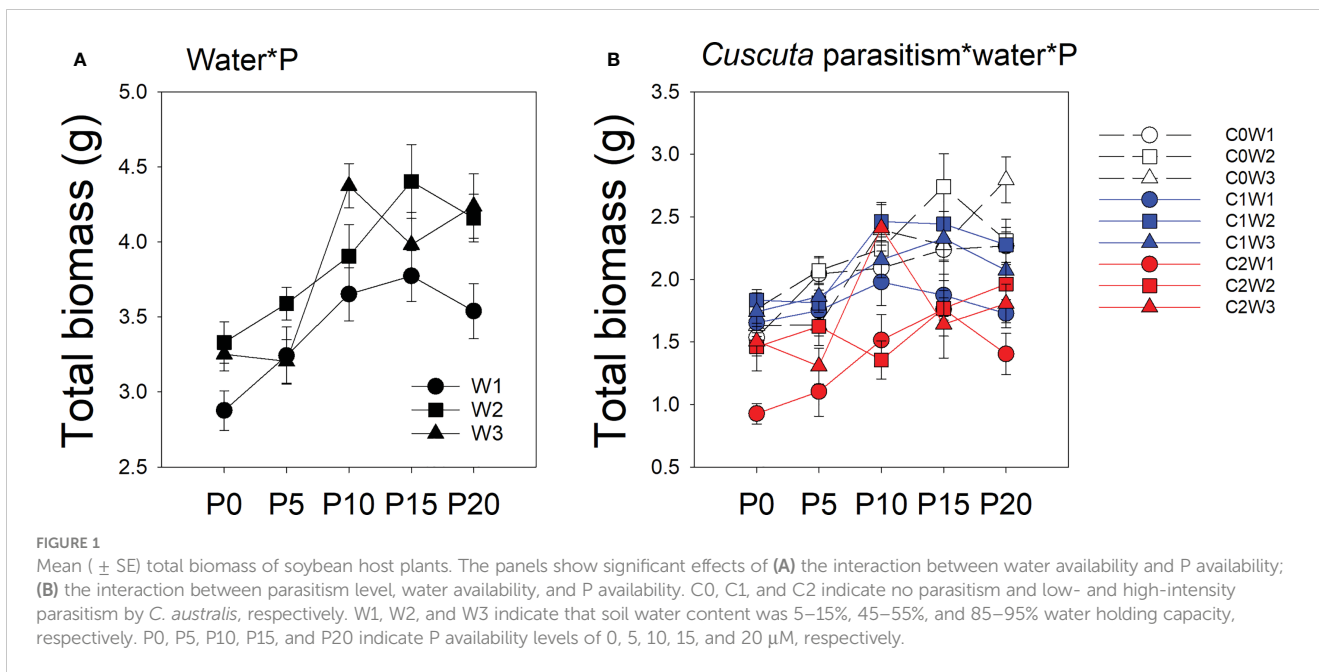 A Water*P
Total biomass (g)
5.0
4.5
4.0
3.5
3.0
2.5
P0 P5 P10 P15 P20
W1
W2
W3
B Cuscuta parasitism*water*P
Total biomass (g)
3.5
3.0
2.5
2.0
1.5
1.0
0.5
P0 P5 P10 P15 P20
C0W1
C0W2
C0W3
C1W1
C1W2
C1W3
C2W1
C2W2
C2W3
FIGURE 1
Mean ( ± SE) total biomass of soybean host plants. The panels show significant effects of (A) the interaction between water availability and P availability;
(B) the interaction between parasitism level, water availability, and P availability. C0, C1, and C2 indicate no parasitism and low- and high-intensity
parasitism by C. australis, respectively. W1, W2, and W3 indicate that soil water content was 5–15%, 45–55%, and 85–95% water holding capacity,
respectively. P0, P5, P10, P15, and P20 indicate P availability levels of 0, 5, 10, 15, and 20 μM, respectively.